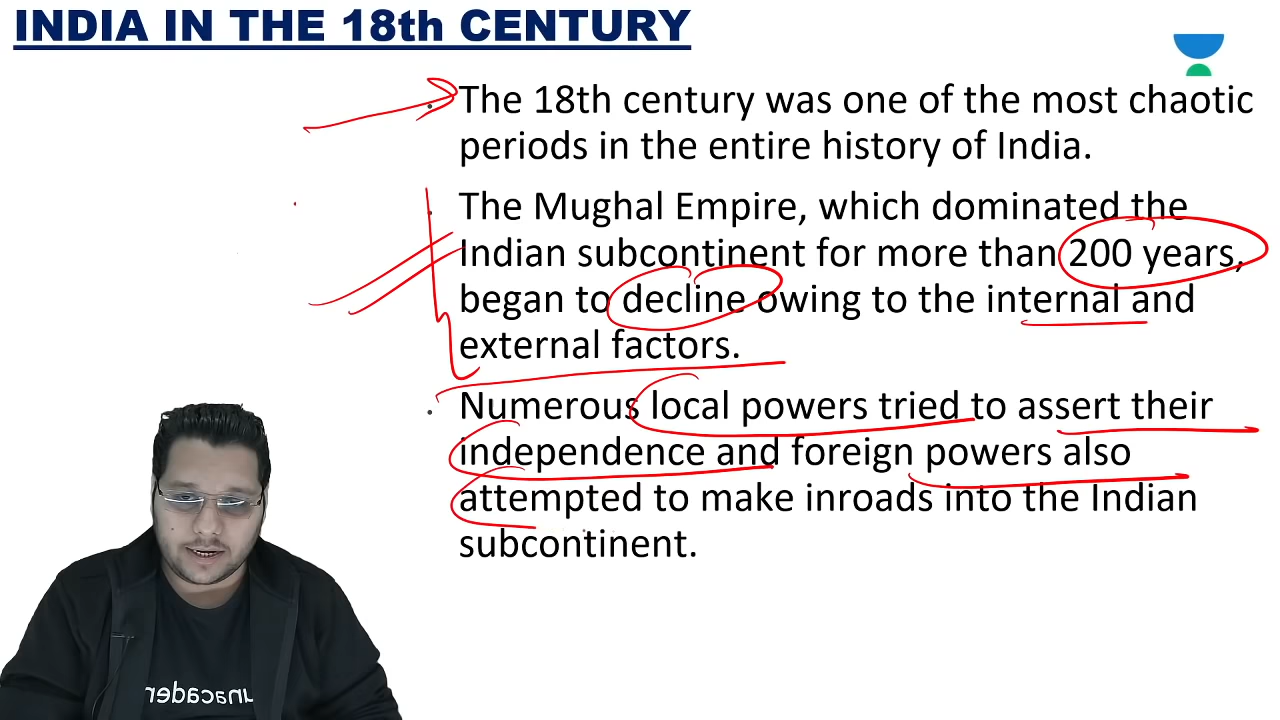 INDIA IN THE 18th CENTURY
The 18th century was one of the most chaotic
periods in the entire history of India.
The Mughal Empire, which dominated the
Indian subcontinent for more than 200 years,
began to decline owing to the internal and
external factors.
Numerous local powers tried to assert their
independence and foreign powers also
attempted to make inroads into the Indian
subcontinent.
unacader